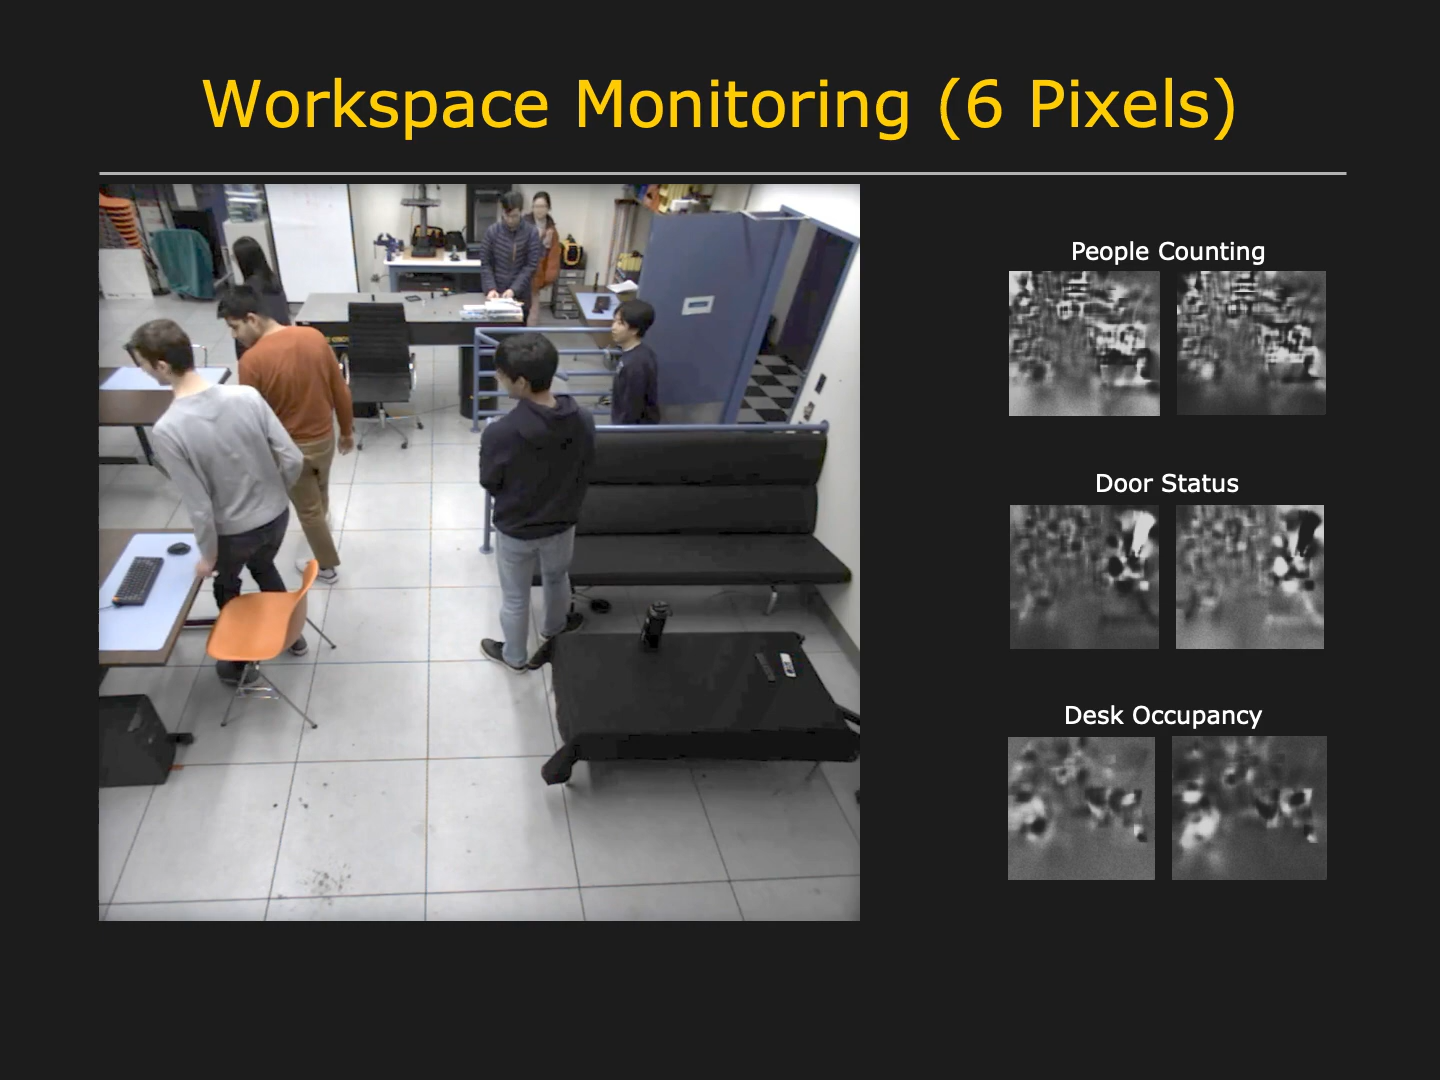 Workspace Monitoring (6 Pixels)
People Counting
Door Status
Desk Occupancy